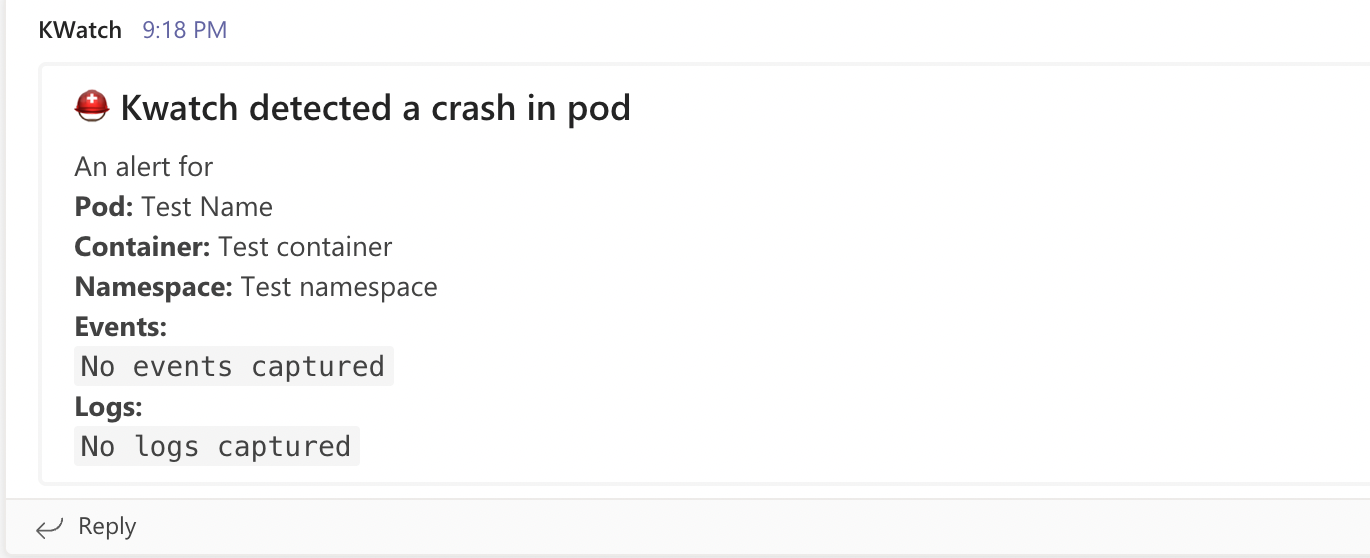 KWatch 9:18 PM
⛑️ Kwatch detected a crash in pod
An alert for
Pod: Test Name
Container: Test container
Namespace: Test namespace
Events:
No events captured
Logs:
No logs captured
Reply